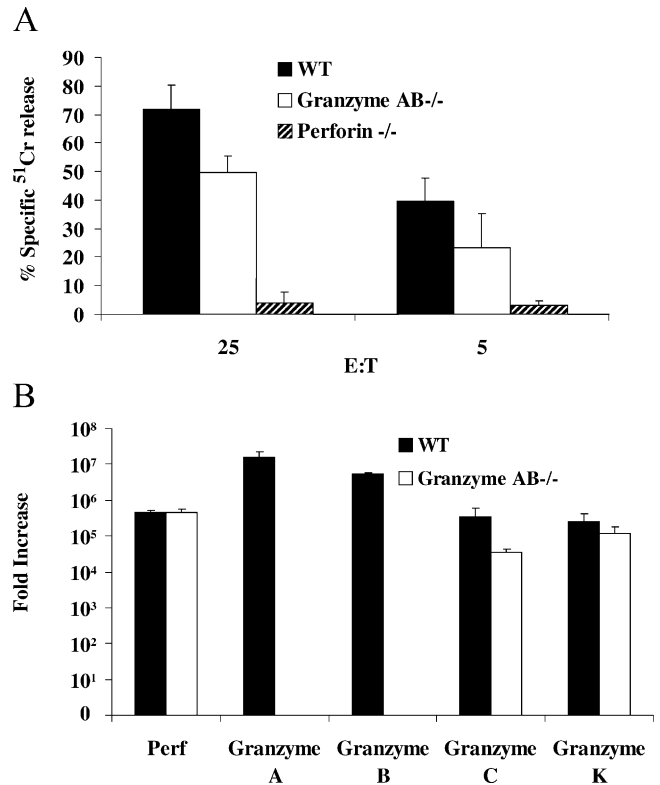 A
% Specific ⁵¹Cr release
90
80
70
60
50
40
30
20
10
0
WT
Granzyme AB-/-
Perforin -/-
25
5
E:T
B
Fold Increase
10⁸
10⁷
10⁶
10⁵
10⁴
10³
10²
10¹
0
WT
Granzyme AB-/-
Perf
Granzyme
A
Granzyme
B
Granzyme
C
Granzyme
K